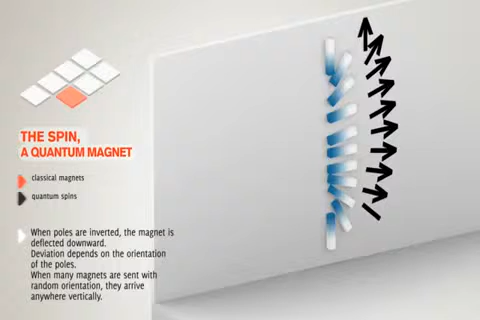 THE SPIN,
A QUANTUM MAGNET
classical magnets
quantum spins
When poles are inverted, the magnet is
deflected downward.
Deviation depends on the orientation
of the poles.
When many magnets are sent with
random orientation, they arrive
anywhere vertically.